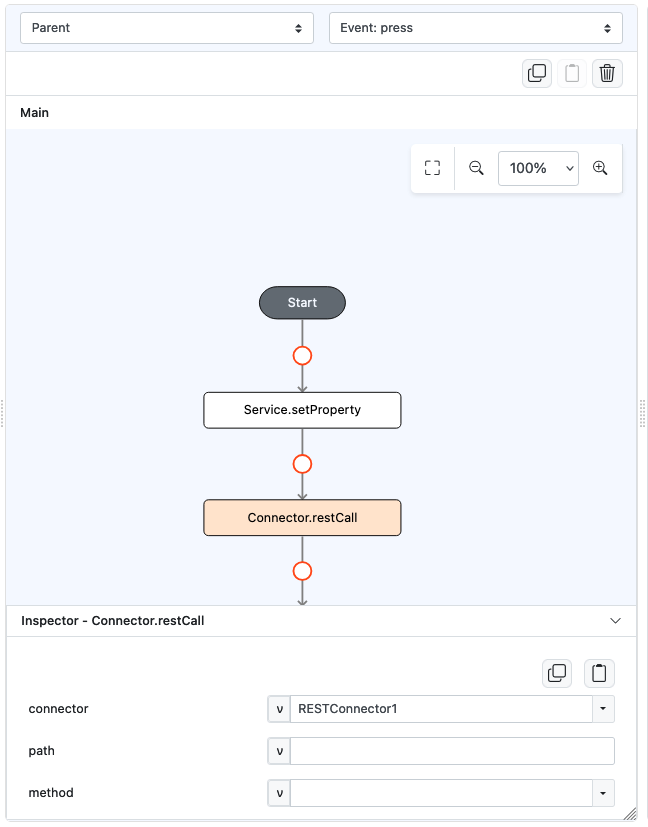 Parent
Event: press
Main
100%
Start
Service.setProperty
Connector.restCall
Inspector - Connector.restCall
connector
v
RESTConnector1
path
v
method
v